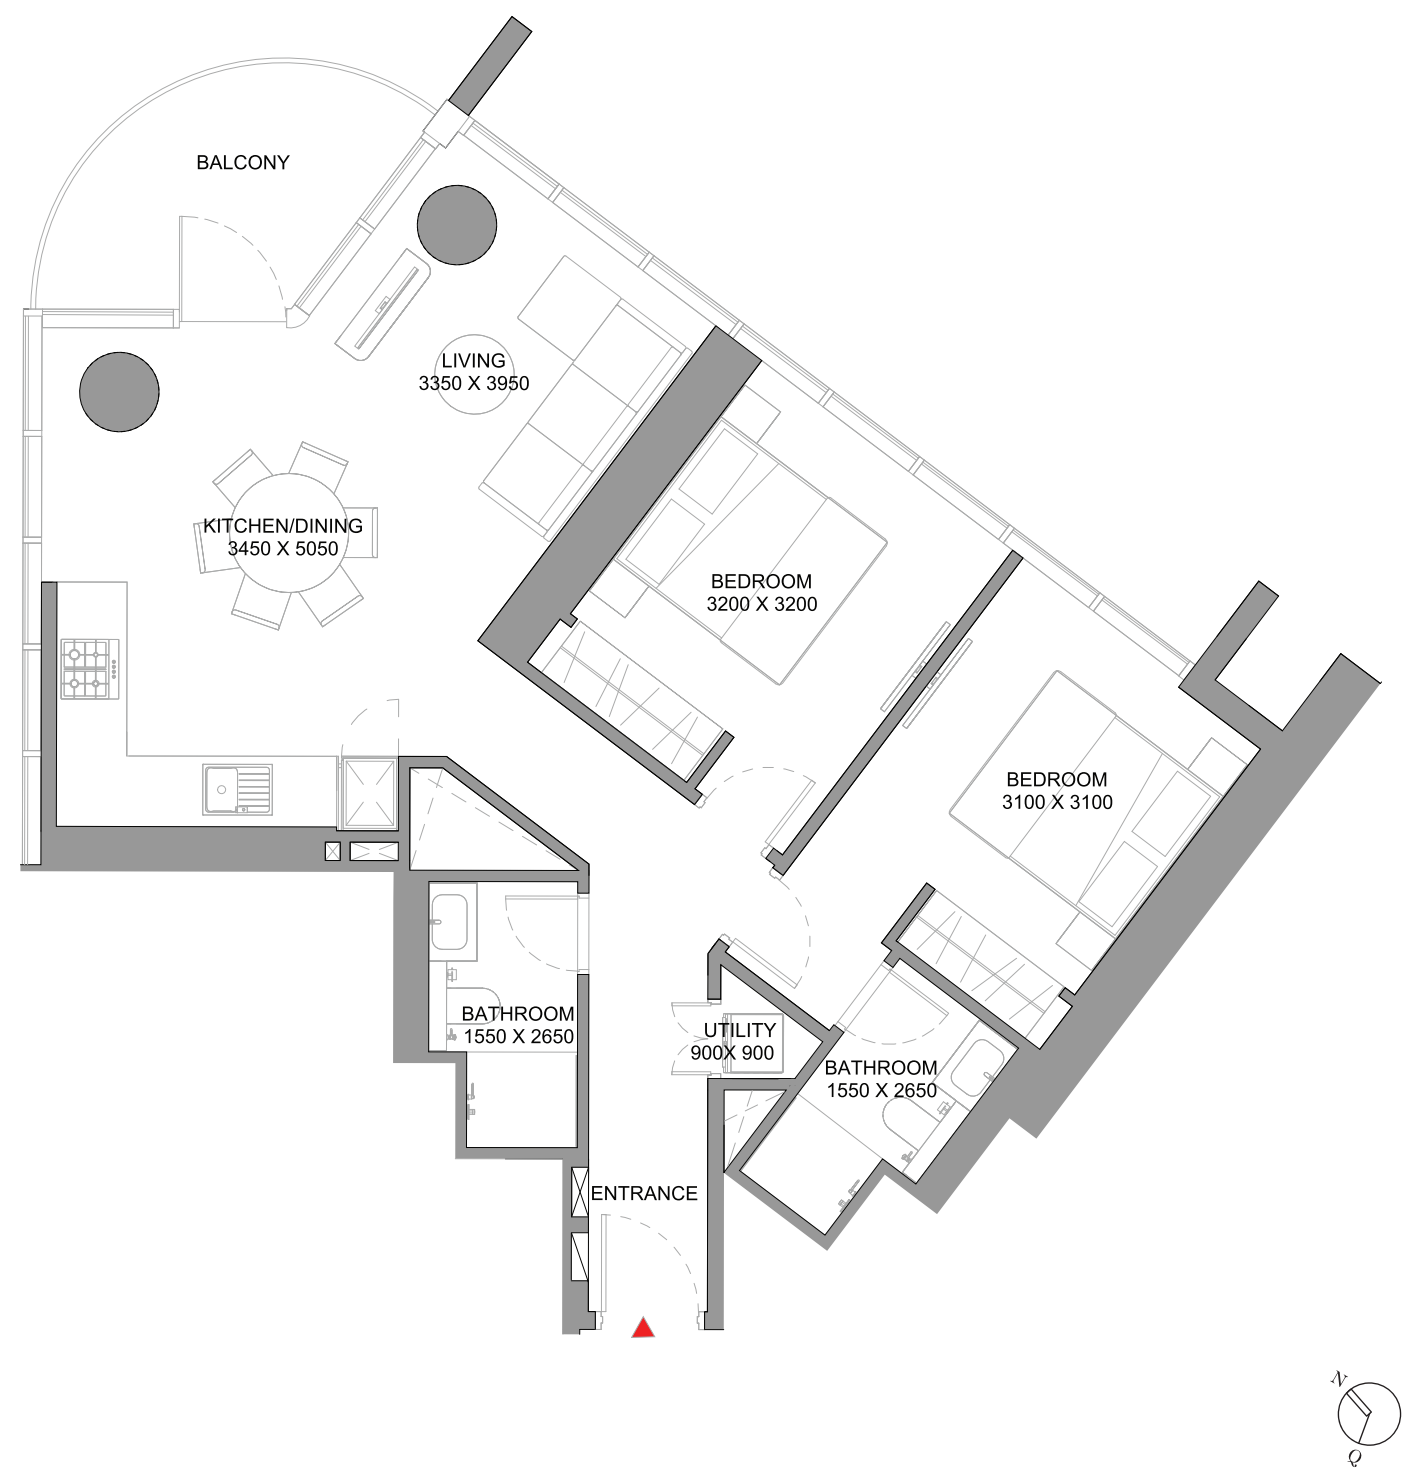 BALCONY
LIVING
3350 X 3950
KITCHEN/DINING
3450 X 5050
BEDROOM
3200 X 3200
BEDROOM
3100 X 3100
BATHROOM
1550 X 2650
UTILITY
900X 900
BATHROOM
1550 X 2650
ENTRANCE
N
Q